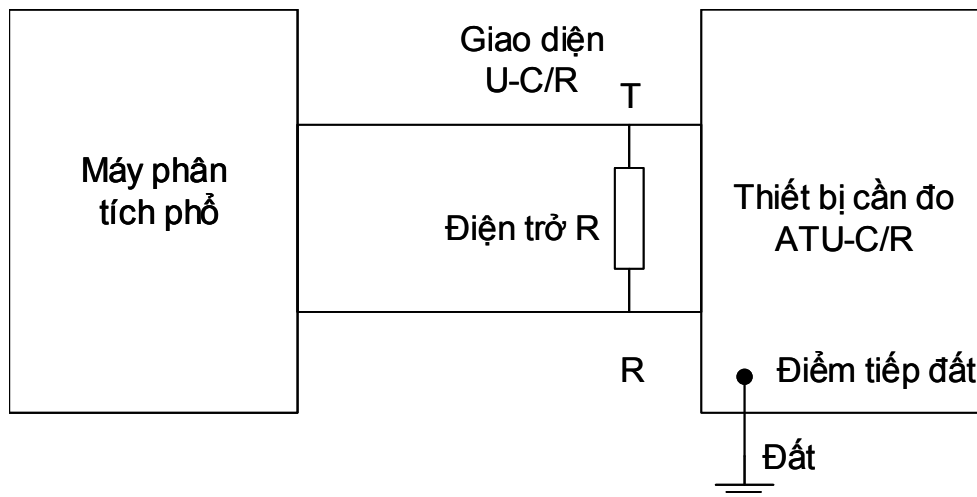 Giao diện
U-C/R
T
Máy phân
tích phổ
Điện trở R
Thiết bị cần đo
ATU-C/R
R
Điểm tiếp đất
Đất